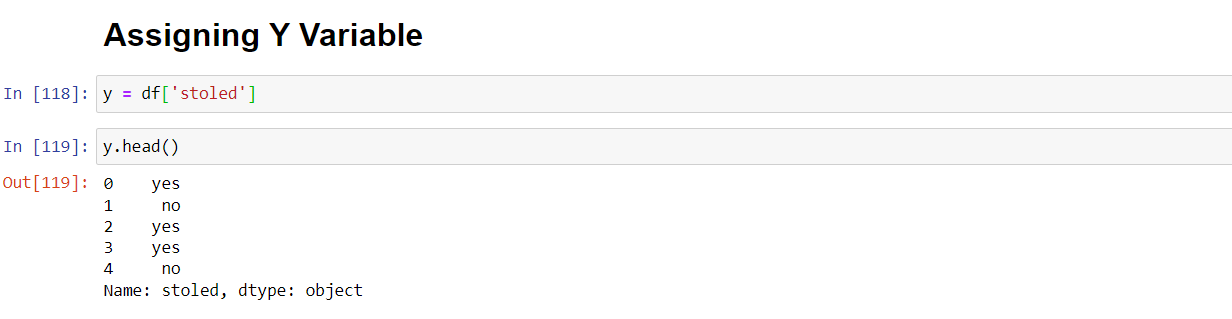 Assigning Y Variable
In [118]: y = df['stoled']
In [119]: y.head()
Out[119]: 0    yes
1     no
2    yes
3    yes
4     no
Name: stoled, dtype: object